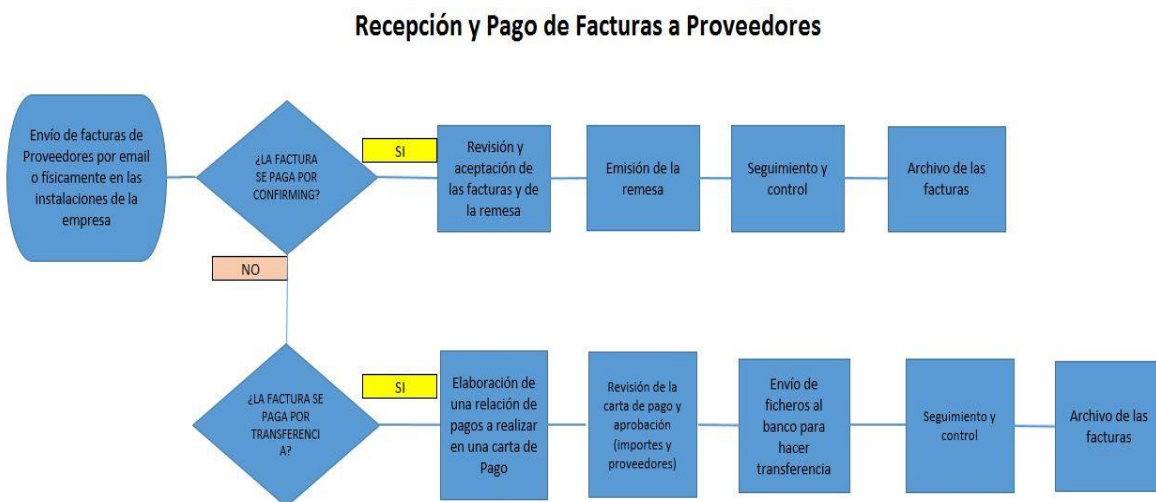 Recepción y Pago de Facturas a Proveedores
Envío de facturas de
Proveedores por email
o físicamente en las
instalaciones de la
empresa
¿LA FACTURA
SE PAGA POR
CONFIRMING?
SI
Revisión y
aceptación de
las facturas y de
la remesa
Emisión de la
remesa
Seguimiento y
control
Archivo de las
facturas
NO
¿LA FACTURA SE
PAGA POR
TRANSFERENCI
A?
SI
Elaboración de
una relación de
pagos a realizar
en una carta de
Pago
Revisión de la
carta de pago y
aprobación
(importes y
proveedores)
Envío de
ficheros al
banco para
hacer
transferencia
Seguimiento y
control
Archivo de las
facturas